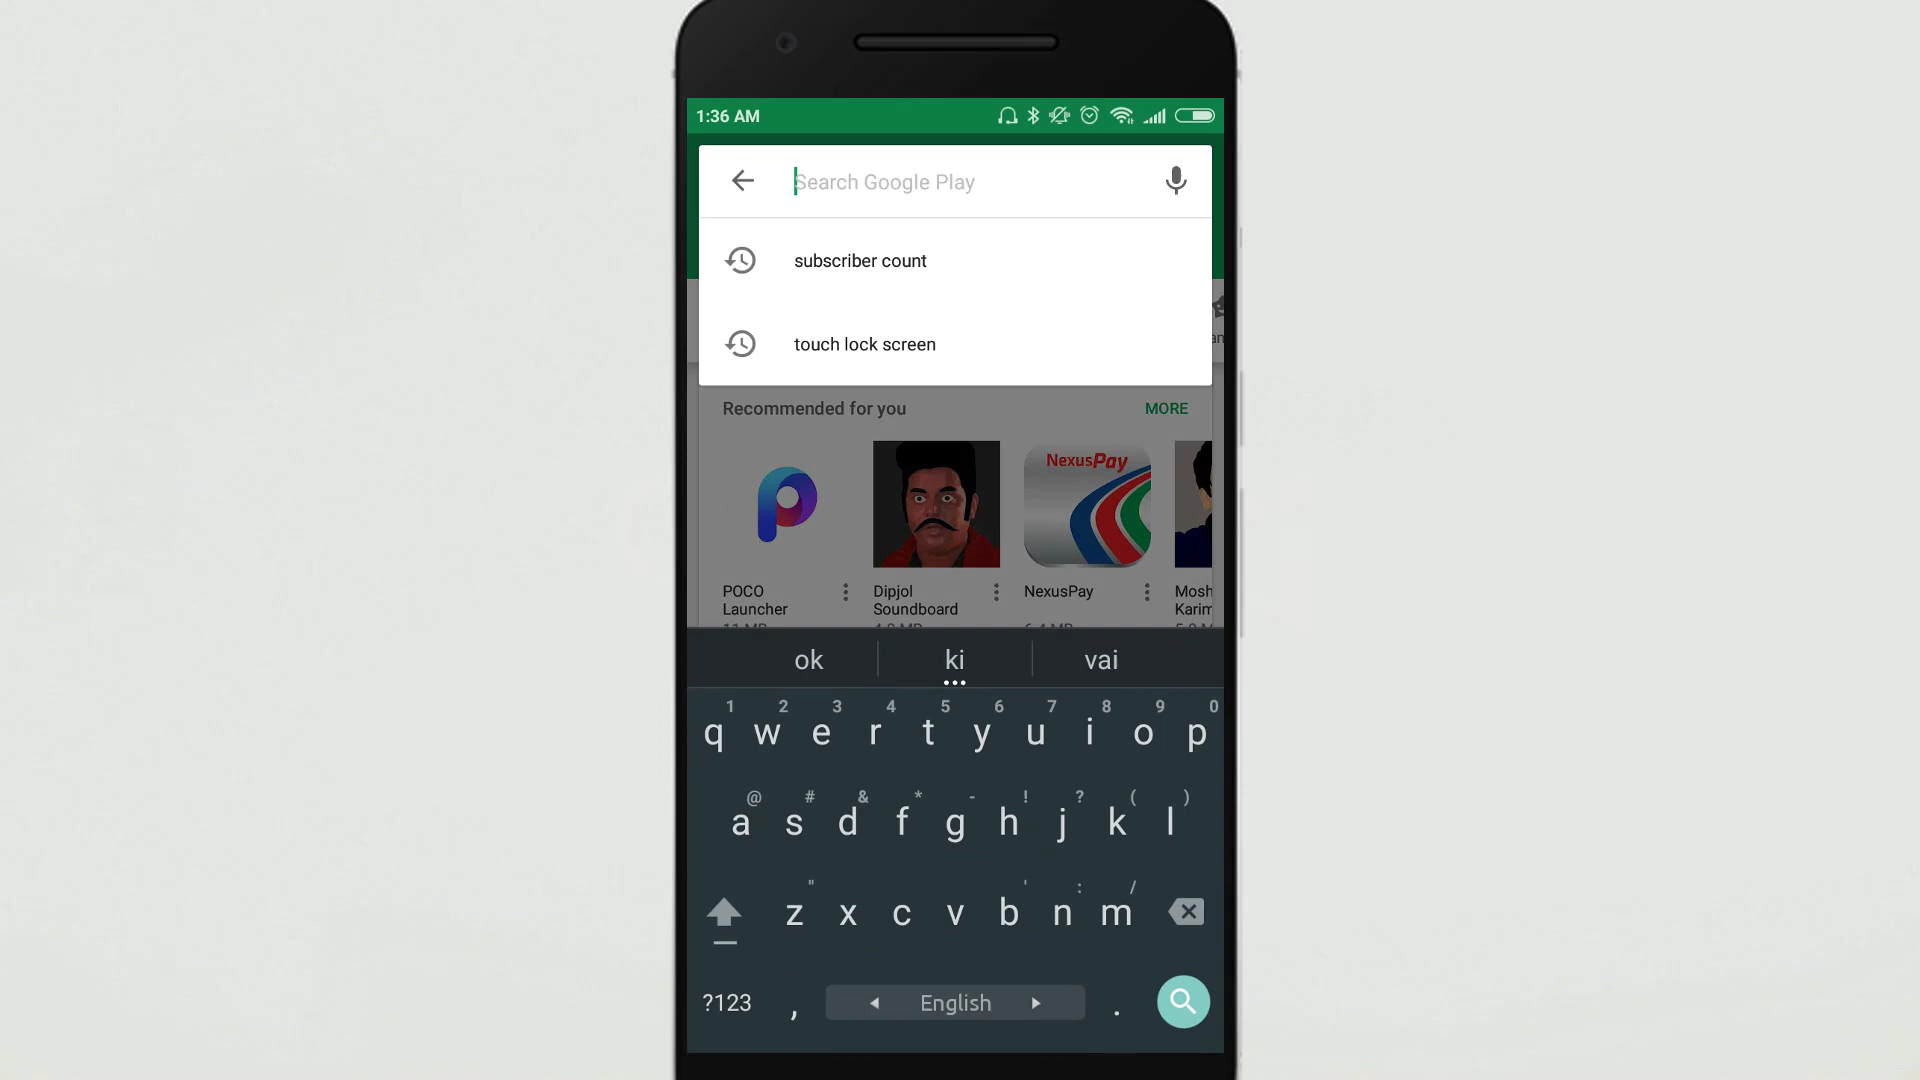 1:36 AM
Search Google Play
subscriber count
touch lock screen
Recommended for you MORE
NexusPay
POCO Launcher
Dipjol Soundboard
NexusPay
Mosh
Karim
ok ki vai
1 2 3 4 5 6 7 8 9 0
q w e r t y u i o p
@ # & * - ! ? ( )
a s d f g h j k l
" ' : /
z x c v b n m
?123 , English .